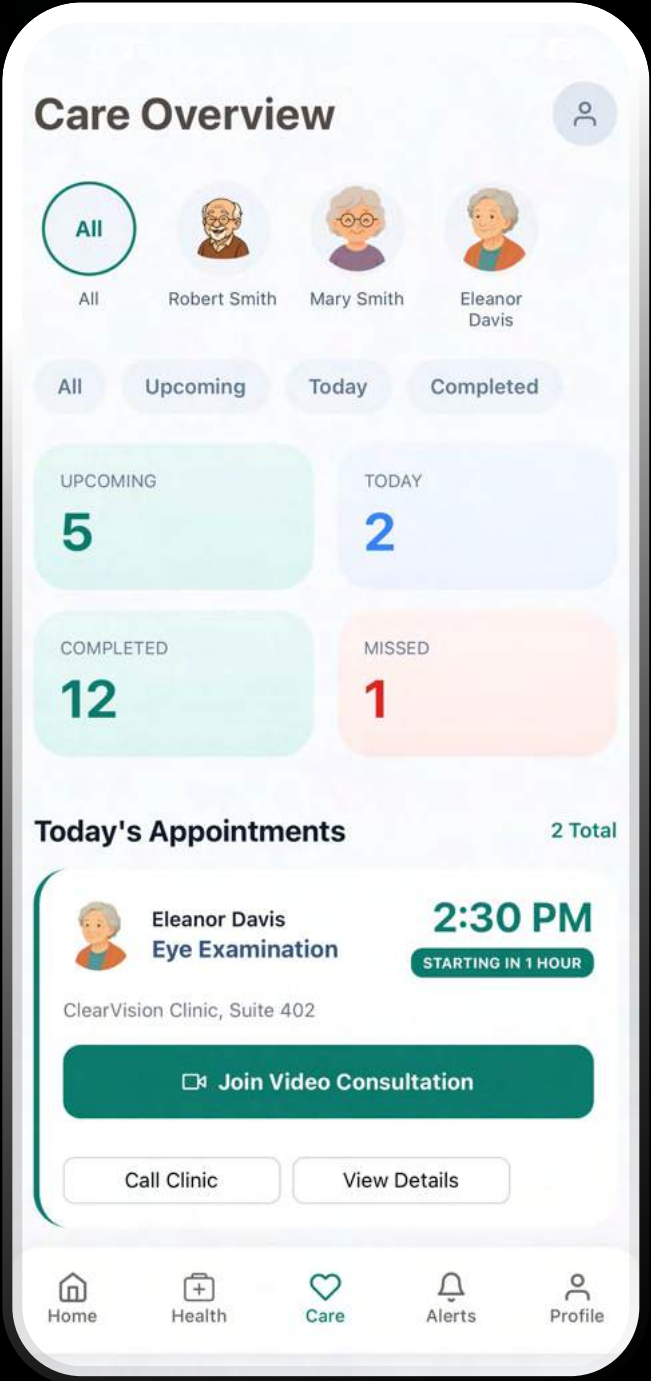 Care Overview
All
All
Robert Smith
Mary Smith
Eleanor
Davis
All
Upcoming
Today
Completed
UPCOMING
5
TODAY
2
COMPLETED
12
MISSED
1
Today's Appointments
2 Total
Eleanor Davis
Eye Examination
2:30 PM
STARTING IN 1 HOUR
ClearVision Clinic, Suite 402
Join Video Consultation
Call Clinic
View Details
Home
Health
Care
Alerts
Profile